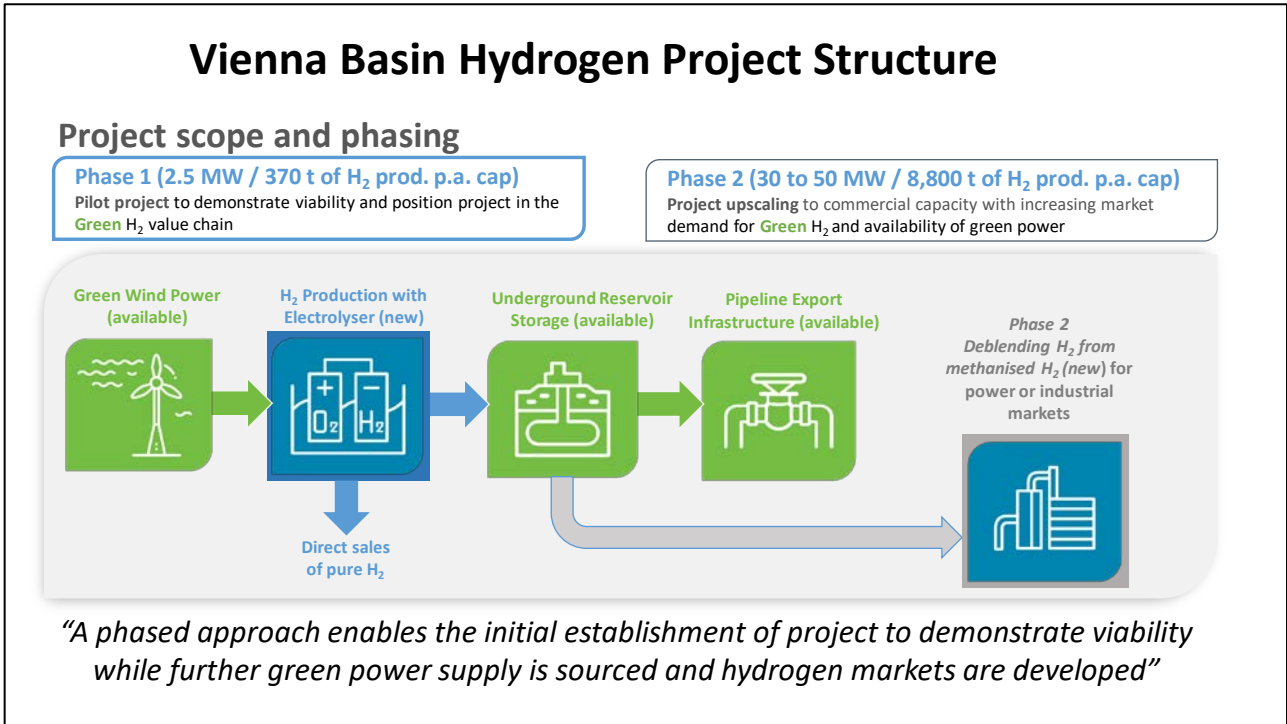 Vienna Basin Hydrogen Project Structure
Project scope and phasing
Phase 1 (2.5 MW / 370 t of H₂ prod. p.a. cap)
Pilot project to demonstrate viability and position project in the
Green H₂ value chain
Phase 2 (30 to 50 MW / 8,800 t of H₂ prod. p.a. cap)
Project upscaling to commercial capacity with increasing market
demand for Green H₂ and availability of green power
Green Wind Power
(available)
H₂ Production with
Electrolyser (new)
Underground Reservoir
Storage (available)
Pipeline Export
Infrastructure (available)
Phase 2
Deblending H₂ from
methanised H₂ (new) for
power or industrial
markets
+ -
O₂ H₂
Direct sales
of pure H₂
“A phased approach enables the initial establishment of project to demonstrate viability
while further green power supply is sourced and hydrogen markets are developed”